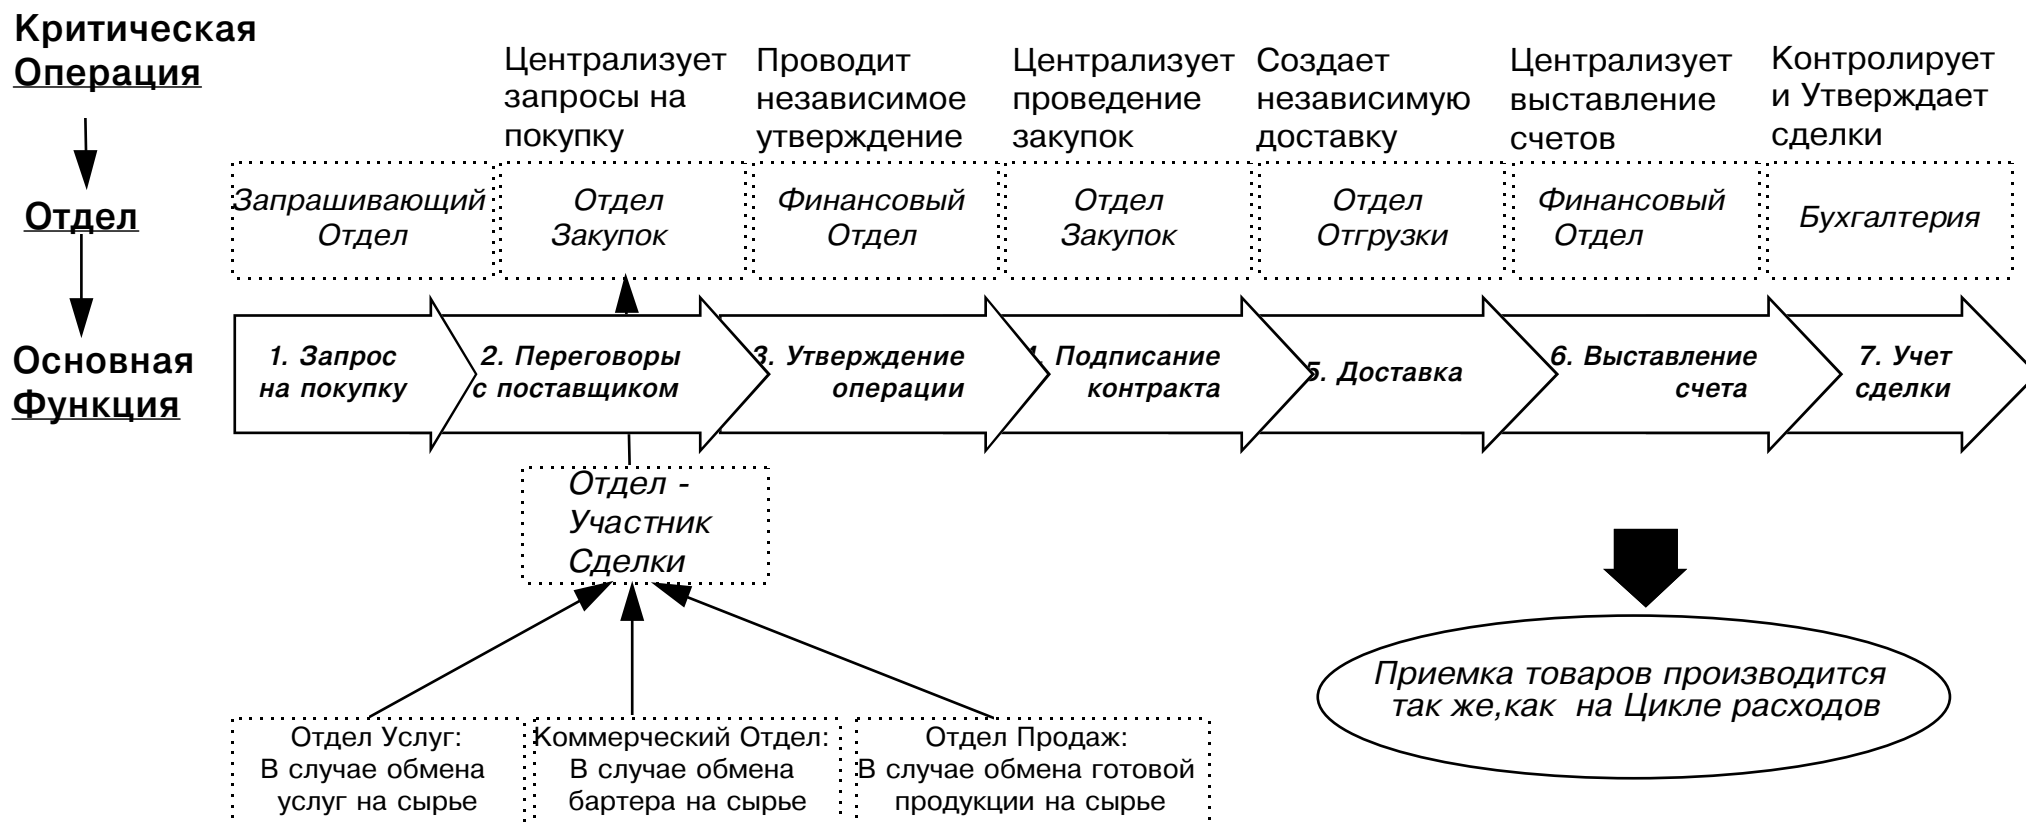 Критическая
Операция
Централизует
запросы на
покупку
Проводит
независимое
утверждение
Централизует
проведение
закупок
Создает
независимую
доставку
Централизует
выставление
счетов
Контролирует
и Утверждает
сделки
Отдел
Запрашивающий
Отдел
Отдел
Закупок
Финансовый
Отдел
Отдел
Закупок
Отдел
Отгрузки
Финансовый
Отдел
Бухгалтерия
Основная
Функция
1. Запрос
на покупку
2. Переговоры
с поставщиком
3. Утверждение
операции
4. Подписание
контракта
5. Доставка
6. Выставление
счета
7. Учет
сделки
Отдел -
Участник
Сделки
Отдел Услуг:
В случае обмена
услуг на сырье
Коммерческий Отдел:
В случае обмена
бартера на сырье
Отдел Продаж:
В случае обмена готовой
продукции на сырье
Приемка товаров производится
так же,как на Цикле расходов